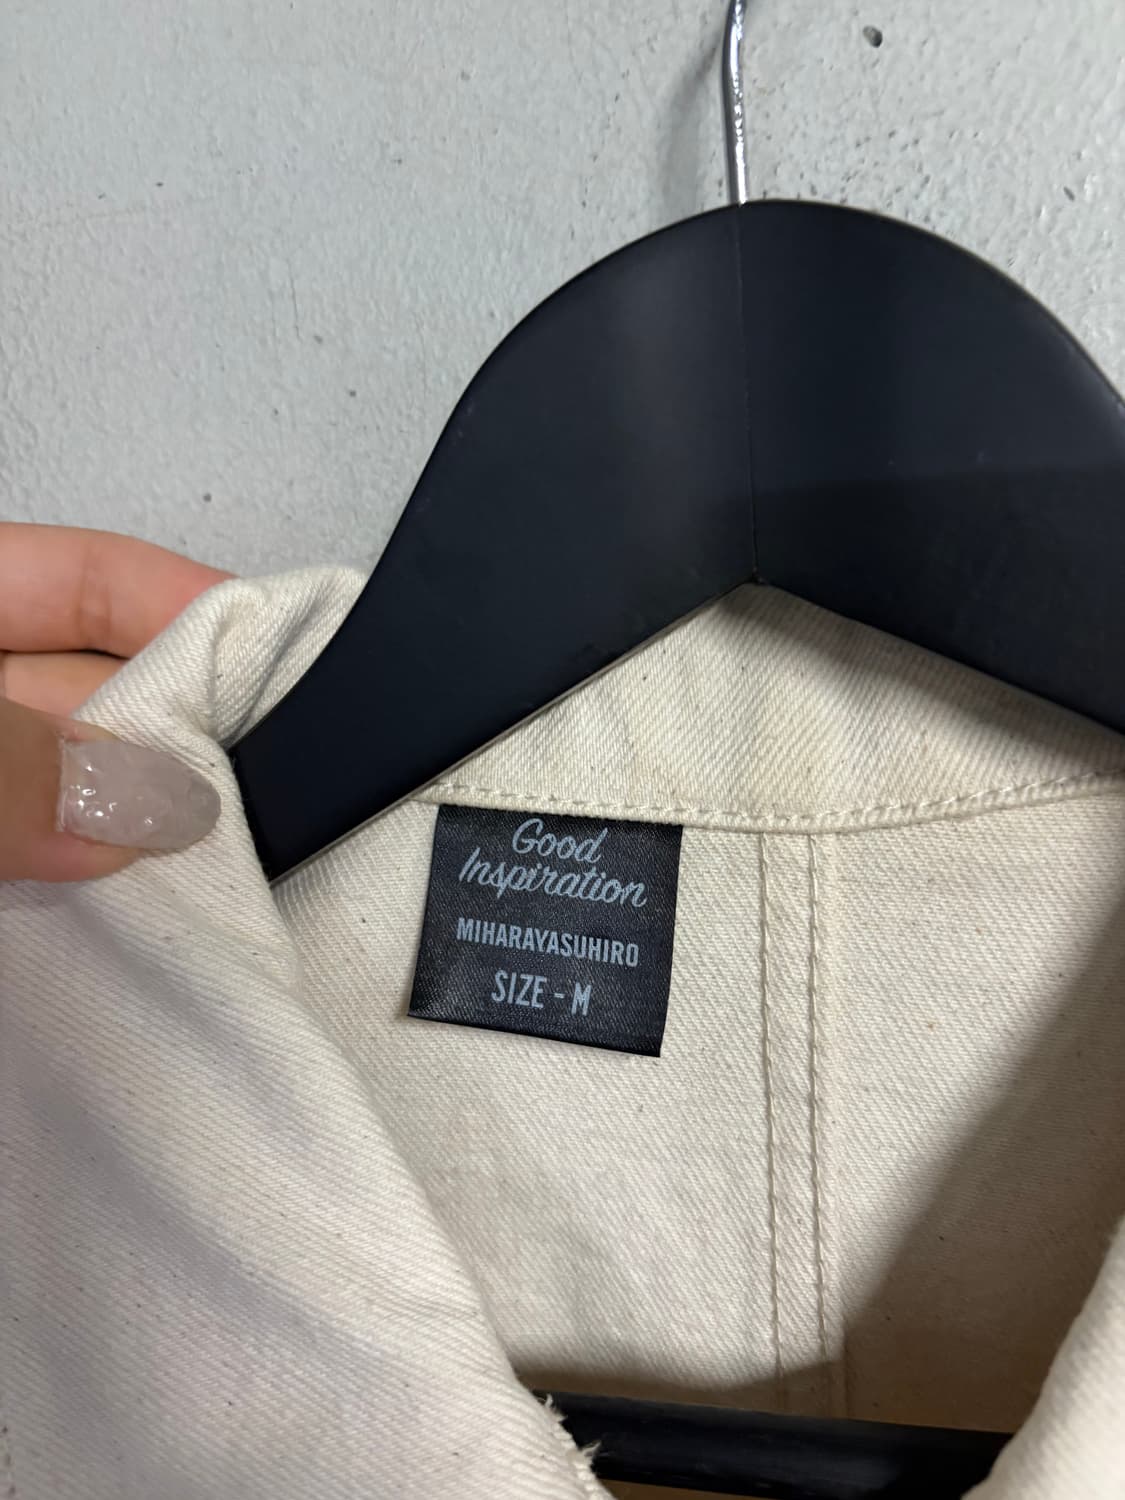 Good
Inspiration
MIHARAYASUHIRO
SIZE - M